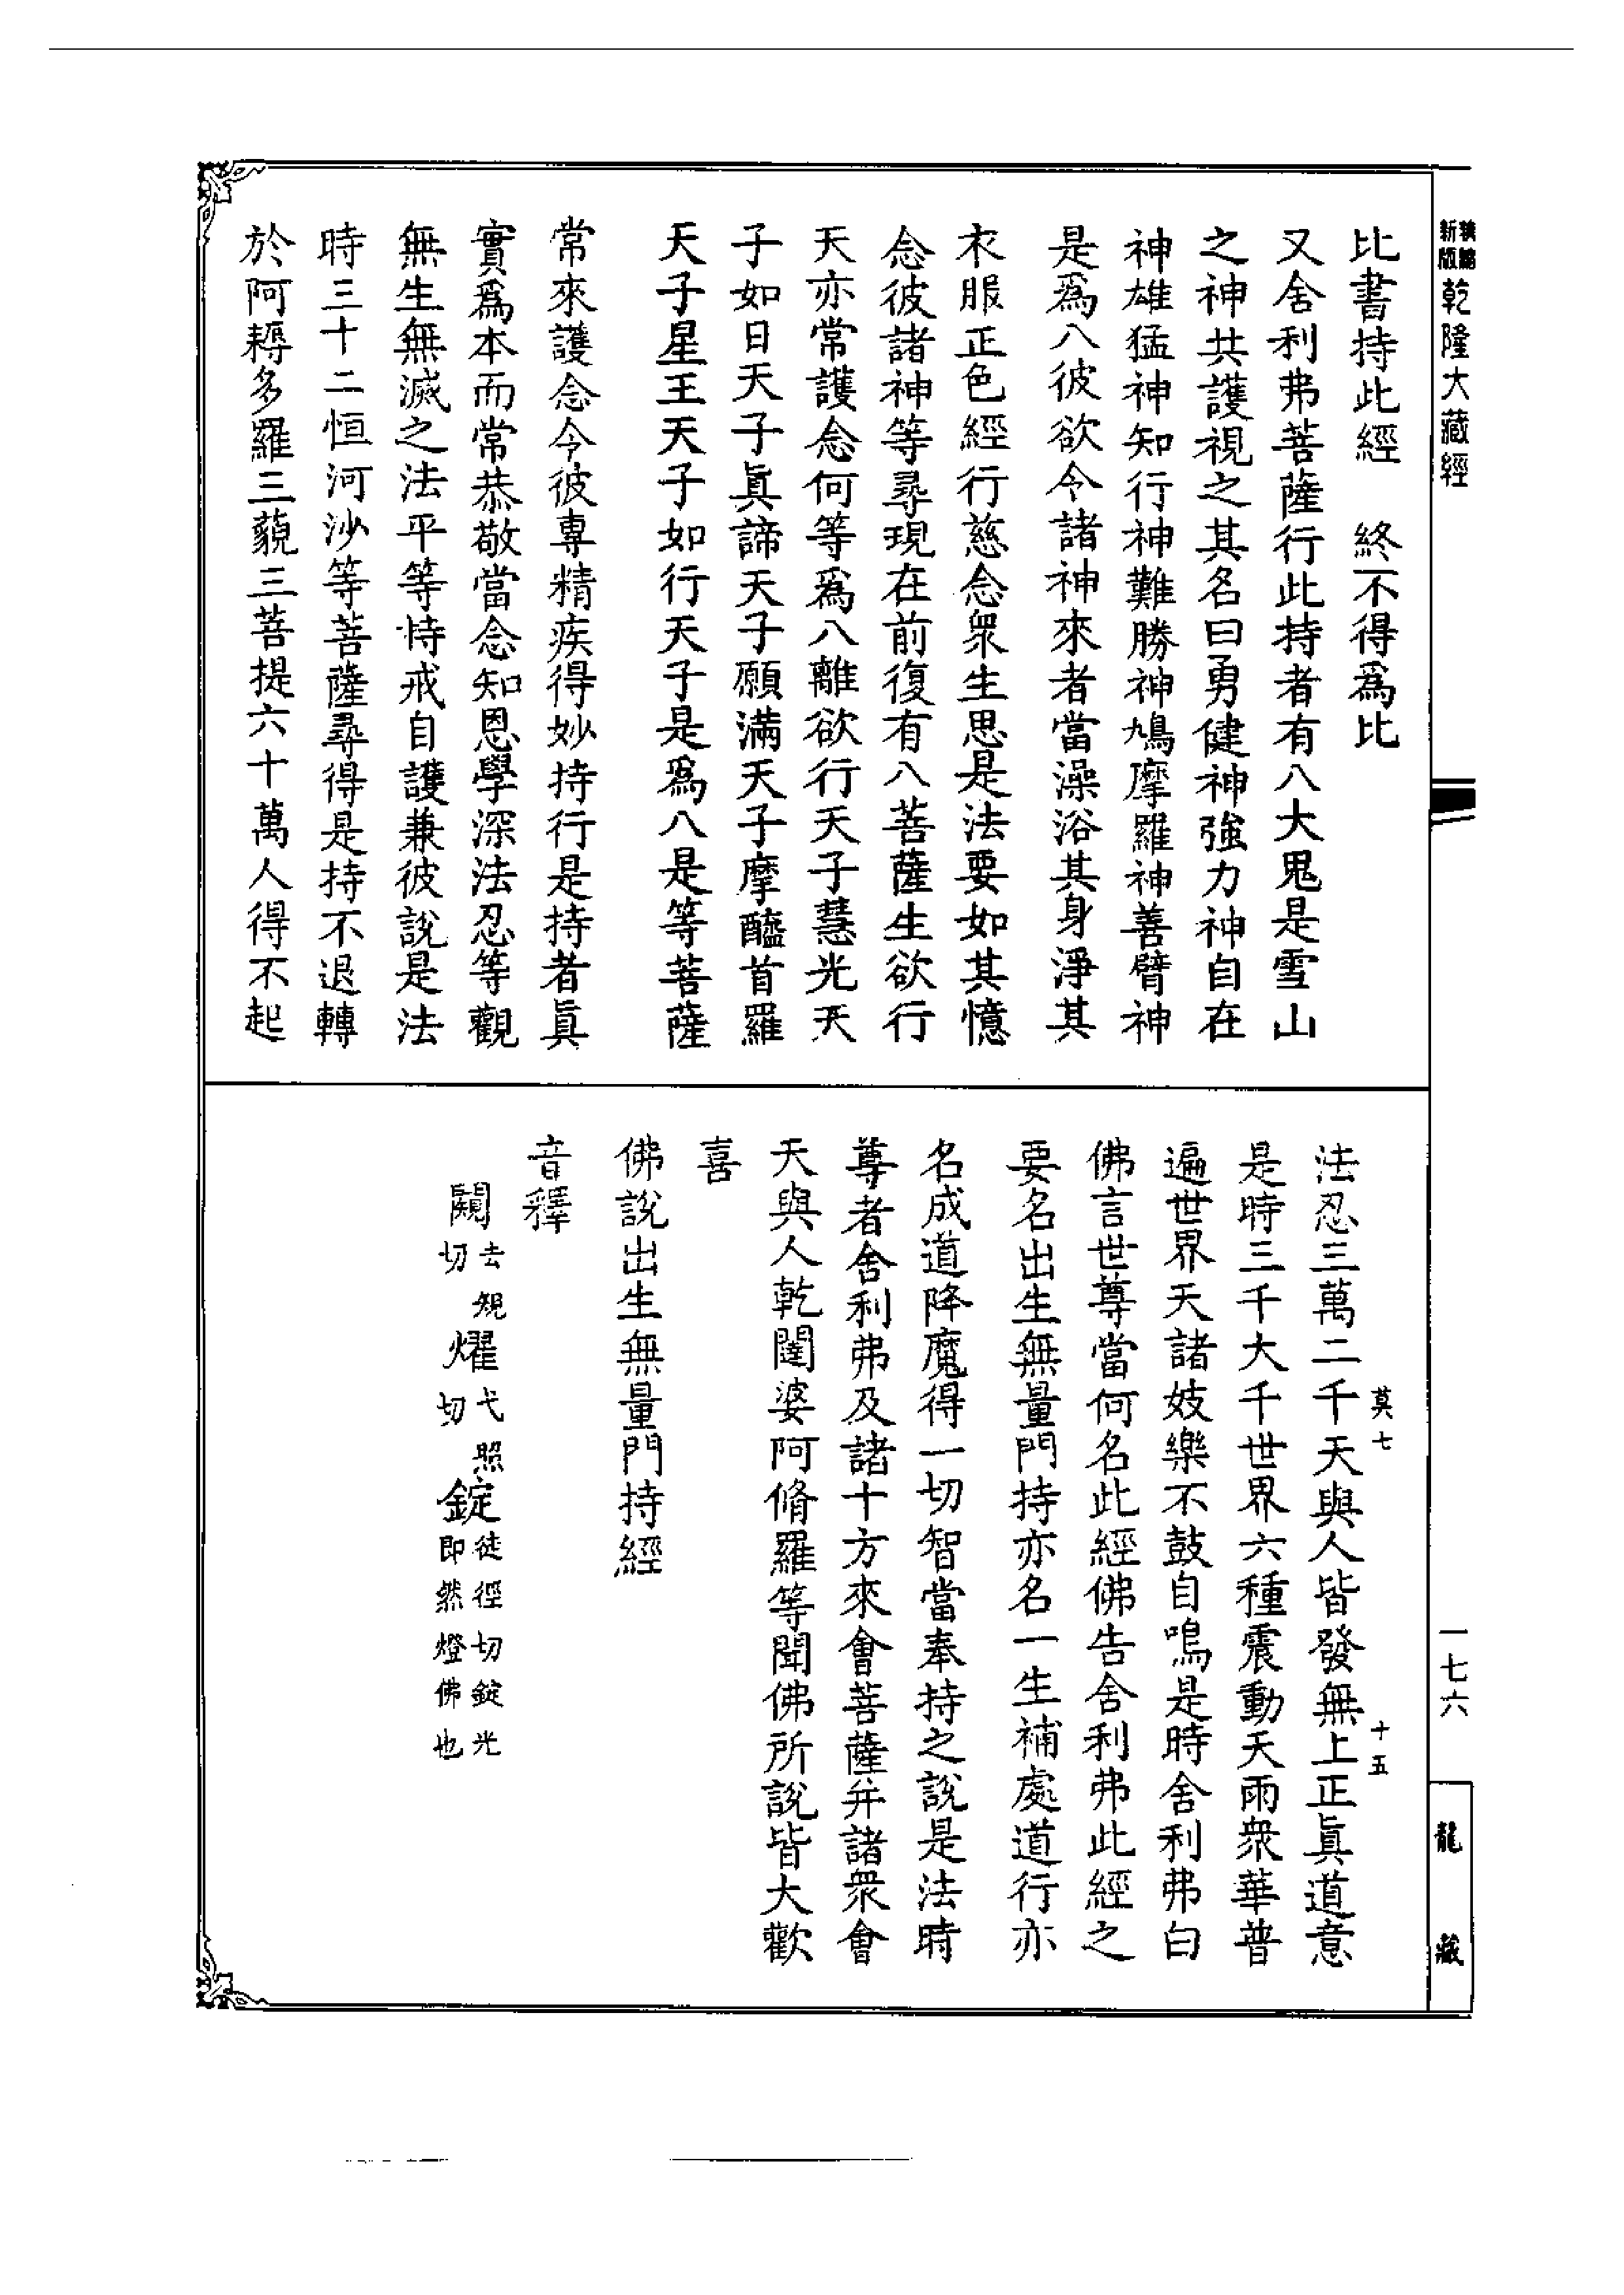 新版
乾隆大藏經
比書持此經　終不得爲比
又舍利弗菩薩行此持者有八大鬼是雪山
之神共護視之其名曰勇健神強力神自在
神雄猛神知行神難勝神鳩摩羅神善臂神
是爲八彼欲令諸神來者當澡浴其身淨其
衣服正色經行慈念衆生思是法要如其憶
念彼諸神等尋現在前復有八菩薩生欲行
天亦常護念何等爲八離欲行天子慧光天
子如日天子眞諦天子願滿天子摩醯首羅
天子星王天子如行天子是爲八是等菩薩
常來護念令彼專精疾得妙持行是持者眞
實爲本而常恭敬當念知恩學深法忍等觀
無生無滅之法平等恃戒自護兼彼說是法
時三十二恒河沙等菩薩尋得是持不退轉
於阿耨多羅三藐三菩提六十萬人得不起
法忍三萬二千天與人皆發無上正眞道意
莫七　十五
是時三千大千世界六種震動天雨衆華普
遍世界天諸妓樂不鼓自鳴是時舍利弗白
佛言世尊當何名此經佛告舍利弗此經之
要名出生無量門持亦名一生補處道行亦
名成道降魔得一切智當奉持之說是法時
尊者舍利弗及諸十方來會菩薩并諸衆會
天與人乾闥婆阿脩羅等聞佛所說皆大歡
喜
佛說出生無量門持經
音釋
闚去規切　燿弋照切　錠徒徑切錠光即然燈佛也
一七六
龍藏